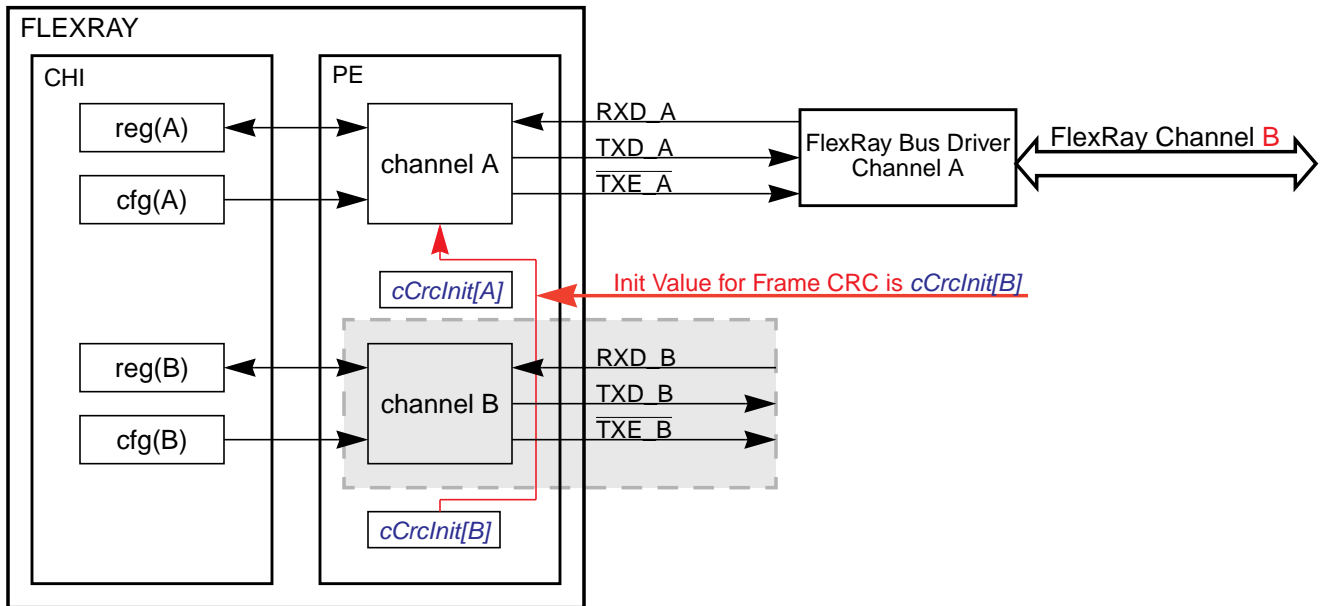 FLEXRAY
CHI
PE
reg(A)
cfg(A)
channel A
RXD_A
TXD_A
TXE_A
FlexRay Bus Driver
Channel A
FlexRay Channel B
cCrcInit[A]
Init Value for Frame CRC is cCrcInit[B]
reg(B)
cfg(B)
channel B
RXD_B
TXD_B
TXE_B
cCrcInit[B]